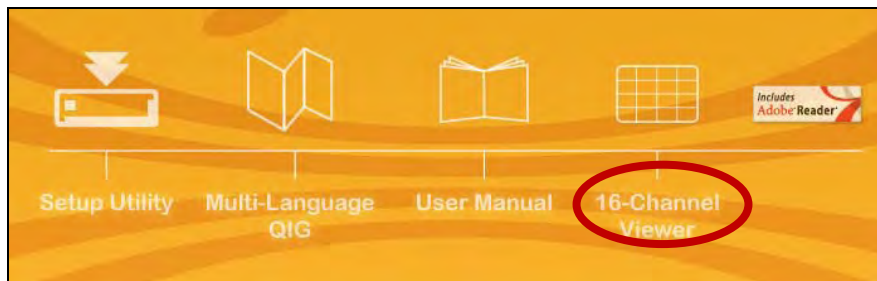 Includes
Adobe Reader
Setup Utility
Multi-Language
QIG
User Manual
16-Channel
Viewer